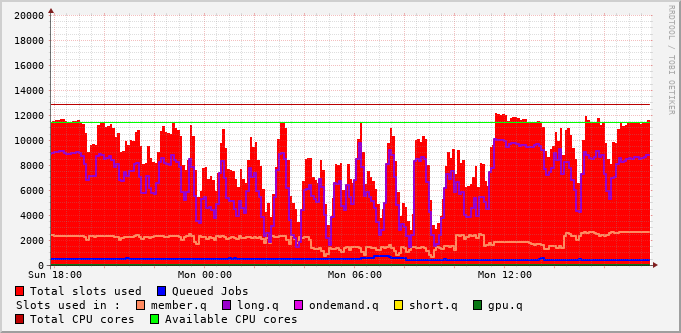 RRDTOOL / TOBI OETIKER
20000
18000
16000
14000
12000
10000
8000
6000
4000
2000
0
Sun 18:00 Mon 00:00 Mon 06:00 Mon 12:00
Total slots used Queued Jobs
Slots used in : member.q long.q ondemand.q short.q gpu.q
Total CPU cores Available CPU cores